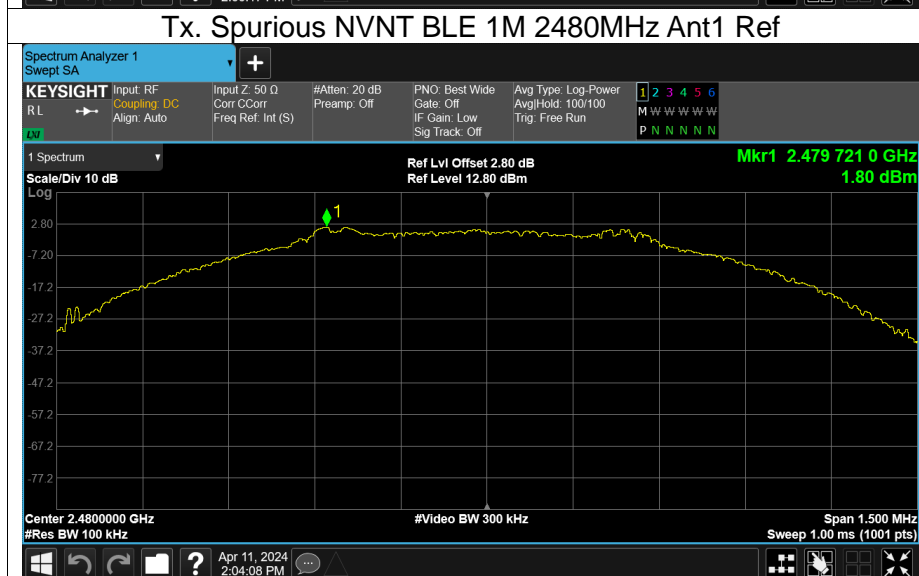 Tx. Spurious NVNT BLE 1M 2480MHz Ant1 Ref
Spectrum Analyzer 1
Swept SA
+
KEYSIGHT
R L
LXI
Input: RF
Coupling: DC
Align: Auto
Input Z: 50 Ω
Corr CCorr
Freq Ref: Int (S)
#Atten: 20 dB
Preamp: Off
PNO: Best Wide
Gate: Off
IF Gain: Low
Sig Track: Off
Avg Type: Log-Power
Avg|Hold: 100/100
Trig: Free Run
1 2 3 4 5 6
M W W W W W
P N N N N N
1 Spectrum
Scale/Div 10 dB
Ref Lvl Offset 2.80 dB
Ref Level 12.80 dBm
Mkr1 2.479 721 0 GHz
1.80 dBm
Log
1
2.80
-7.20
-17.2
-27.2
-37.2
-47.2
-57.2
-67.2
-77.2
Center 2.4800000 GHz
#Res BW 100 kHz
#Video BW 300 kHz
Span 1.500 MHz
Sweep 1.00 ms (1001 pts)
?
Apr 11, 2024
2:04:08 PM